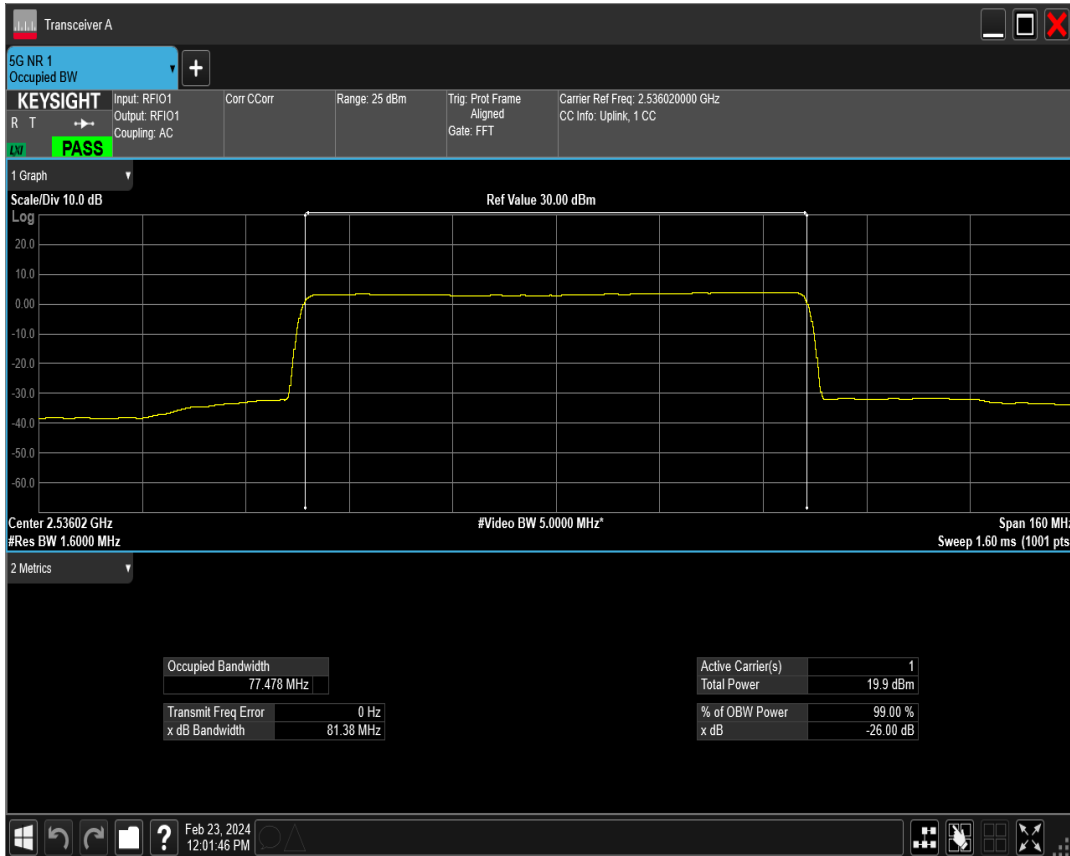 Transceiver A
5G NR 1
Occupied BW
+
KEYSIGHT
R T
LXI
PASS
Input: RFIO1
Output: RFIO1
Coupling: AC
Corr CCorr
Range: 25 dBm
Trig: Prot Frame
Aligned
Gate: FFT
Carrier Ref Freq: 2.536020000 GHz
CC Info: Uplink, 1 CC
1 Graph
Scale/Div 10.0 dB
Ref Value 30.00 dBm
Log
20.0
10.0
0.00
-10.0
-20.0
-30.0
-40.0
-50.0
-60.0
Center 2.53602 GHz
#Video BW 5.0000 MHz*
Span 160 MHz
#Res BW 1.6000 MHz
Sweep 1.60 ms (1001 pts
2 Metrics
Occupied Bandwidth
77.478 MHz
Transmit Freq Error 0 Hz
x dB Bandwidth 81.38 MHz
Active Carrier(s) 1
Total Power 19.9 dBm
% of OBW Power 99.00 %
x dB -26.00 dB
?
Feb 23, 2024
12:01:46 PM